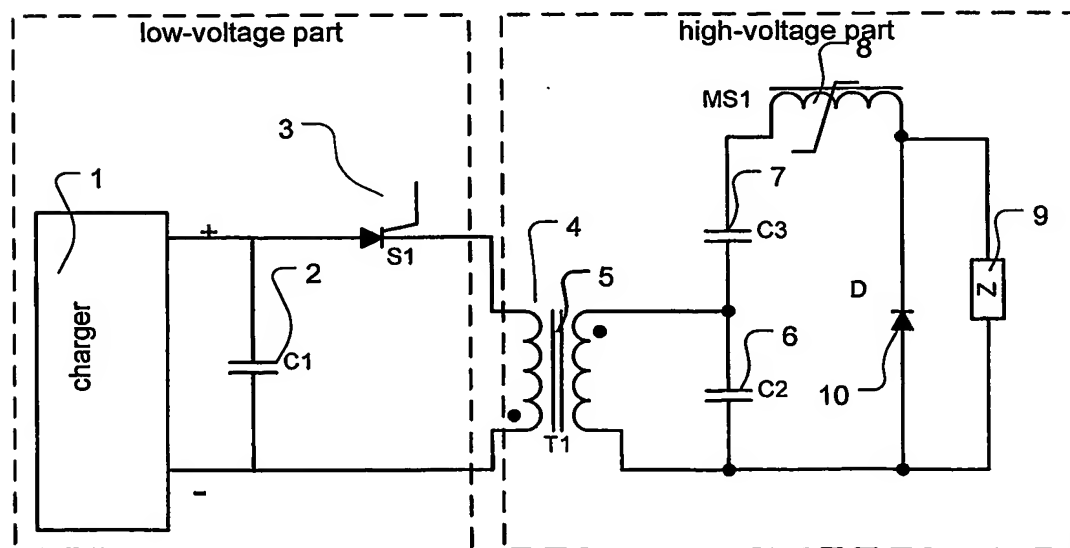 low-voltage part
high-voltage part
8
MS1
3
1
7
4
9
+
C3
S1
5
2
Z
D
charger
6
C1
C2
10
T1
-